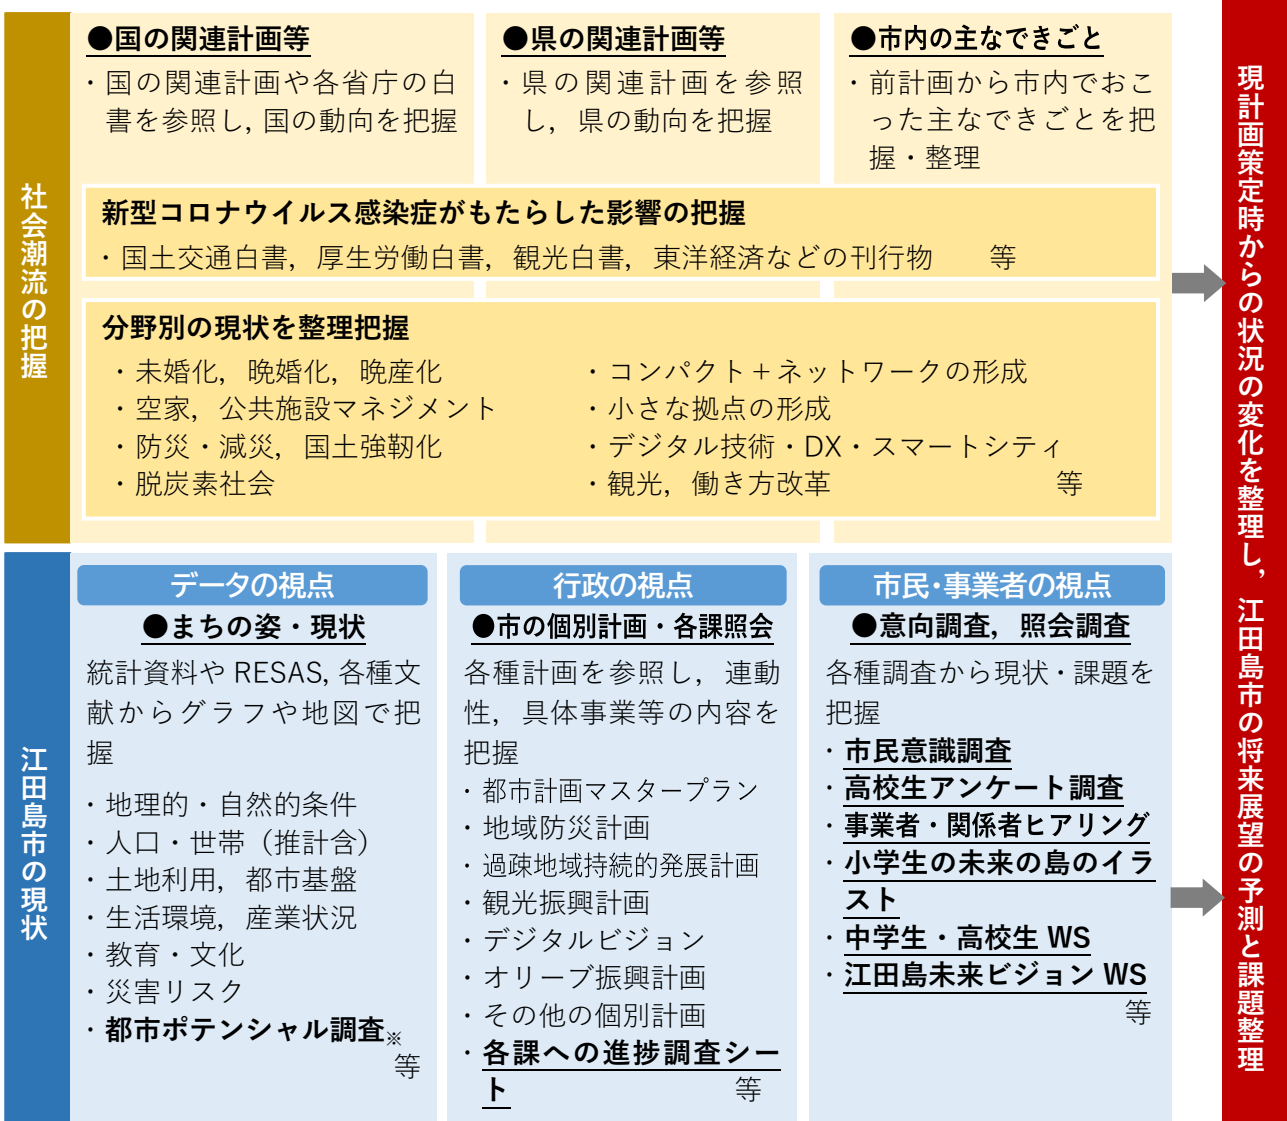 社会潮流の把握
●国の関連計画等
・国の関連計画や各省庁の白
書を参照し，国の動向を把握
●県の関連計画等
・県の関連計画を参照
し，県の動向を把握
●市内の主なできごと
・前計画から市内でおこ
った主なできごとを把
握・整理
新型コロナウイルス感染症がもたらした影響の把握
・国土交通白書，厚生労働白書，観光白書，東洋経済などの刊行物　　等
分野別の現状を整理把握
・未婚化，晩婚化，晩産化
・空家，公共施設マネジメント
・防災・減災，国土強靭化
・脱炭素社会
・コンパクト＋ネットワークの形成
・小さな拠点の形成
・デジタル技術・DX・スマートシティ
・観光，働き方改革　　等
江田島市の現状
データの視点
●まちの姿・現状
統計資料や RESAS，各種文
献からグラフや地図で把
握
・地理的・自然的条件
・人口・世帯（推計含）
・土地利用，都市基盤
・生活環境，産業状況
・教育・文化
・災害リスク
・都市ポテンシャル調査※
等
行政の視点
●市の個別計画・各課照会
各種計画を参照し，連動
性，具体事業等の内容を
把握
・都市計画マスタープラン
・地域防災計画
・過疎地域持続的発展計画
・観光振興計画
・デジタルビジョン
・オリーブ振興計画
・その他の個別計画
・各課への進捗調査シー
ト　　等
市民・事業者の視点
●意向調査，照会調査
各種調査から現状・課題を
把握
・市民意識調査
・高校生アンケート調査
・事業者・関係者ヒアリング
・小学生の未来の島のイラ
スト
・中学生・高校生 WS
・江田島未来ビジョン WS
等
現計画策定時からの状況の変化を整理し，江田島市の将来展望の予測と課題整理